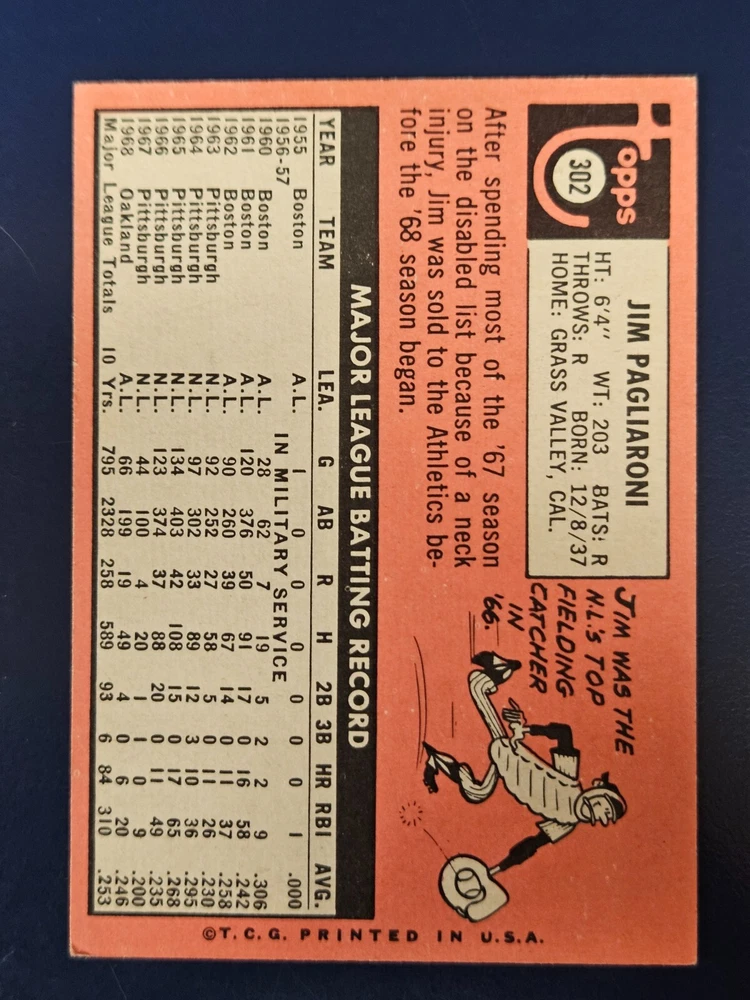 Topps
302
JIM PAGLIARONI
HT: 6'4" WT: 203 BATS: R
THROWS: R BORN: 12/8/37
HOME: GRASS VALLEY, CAL.
After spending most of the '67 season
on the disabled list because of a neck
injury, Jim was sold to the Athletics be-
fore the '68 season began.
JIM WAS THE
N.L.'S TOP
FIELDING
CATCHER
IN
'66.
MAJOR LEAGUE BATTING RECORD
YEAR TEAM LEA. G AB R H 2B 3B HR RBI AVG.
1955 Boston A.L. 1 0 0 0 0 0 0 1 .000
1956-57 IN MILITARY SERVICE
1960 Boston A.L. 28 62 7 19 5 2 2 9 .306
1961 Boston A.L. 120 376 50 91 17 0 16 58 .242
1962 Boston A.L. 90 260 39 67 14 0 11 37 .258
1963 Pittsburgh N.L. 92 252 27 58 5 0 11 26 .230
1964 Pittsburgh N.L. 97 302 33 89 12 3 10 36 .295
1965 Pittsburgh N.L. 134 403 42 108 15 0 17 65 .268
1966 Pittsburgh N.L. 123 374 37 88 20 0 11 49 .235
1967 Pittsburgh N.L. 44 100 4 20 1 1 0 9 .200
1968 Oakland A.L. 66 199 19 49 4 0 6 20 .246
Major League Totals 10 Yrs. 795 2328 258 589 93 6 84 310 .253
©T.C.G. PRINTED IN U.S.A.